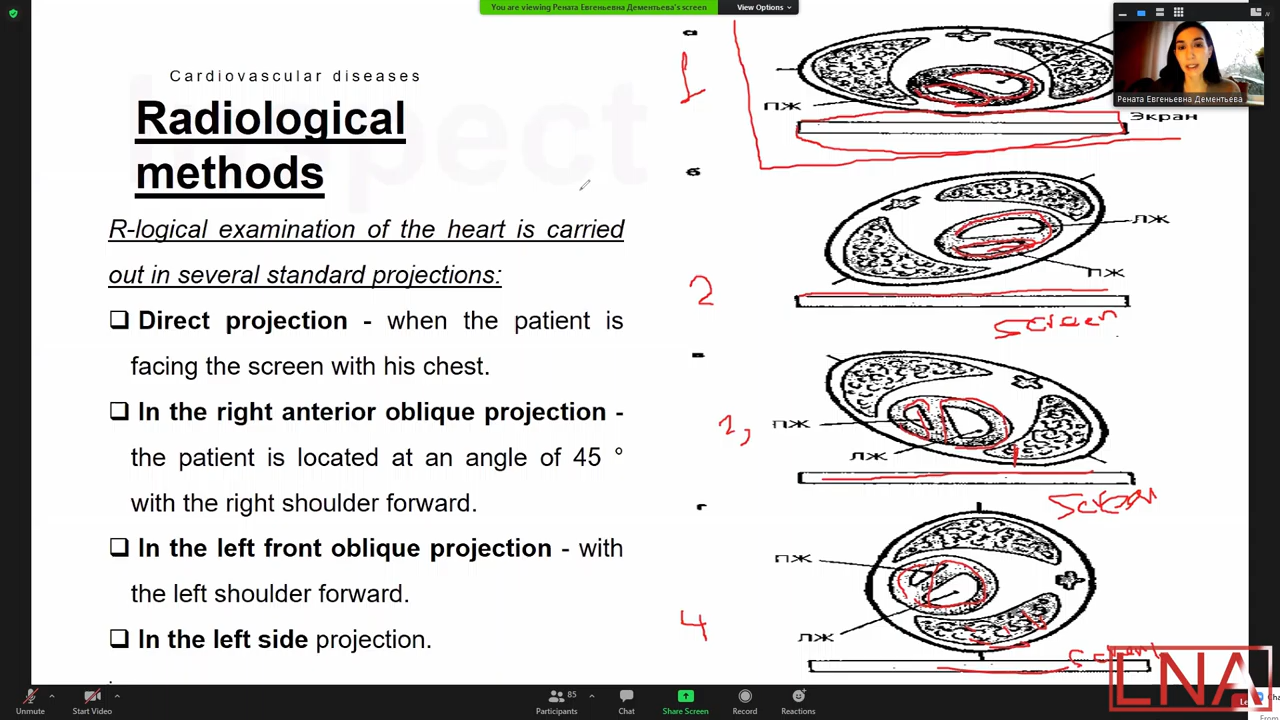 You are viewing Рената Евгеньевна Дементьева's screen
View Options
Рената Евгеньевна Дементьева
Cardiovascular diseases
Radiological
methods
R-logical examination of the heart is carried
out in several standard projections:
❑ Direct projection - when the patient is
facing the screen with his chest.
❑ In the right anterior oblique projection -
the patient is located at an angle of 45 °
with the right shoulder forward.
❑ In the left front oblique projection - with
the left shoulder forward.
❑ In the left side projection.
а
1
ПЖ
Экран
б
2
ЛЖ
ПЖ
Screen
в
ПЖ
ЛЖ
Screen
г
4
ПЖ
ЛЖ
Screen
LNA
Unmute
Start Video
85
Participants
Chat
Share Screen
Record
Reactions